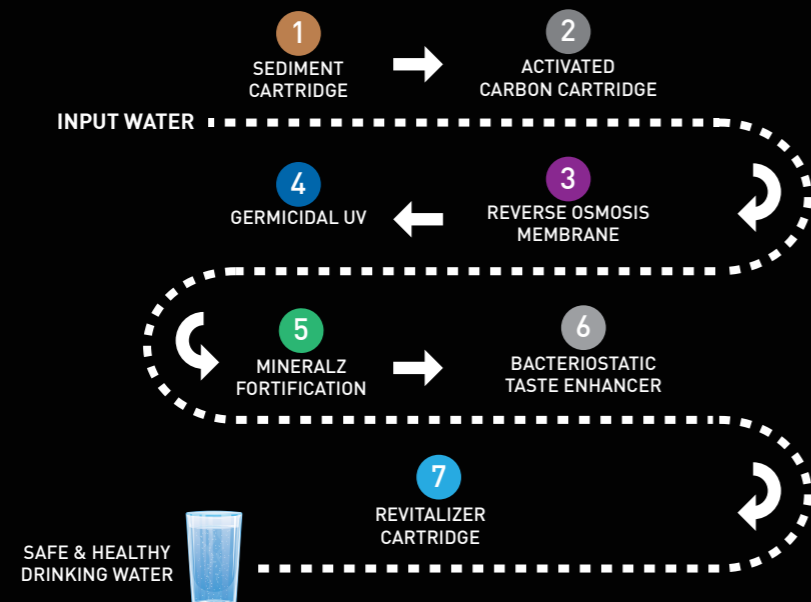 1
SEDIMENT
CARTRIDGE
2
ACTIVATED
CARBON CARTRIDGE
INPUT WATER
4
GERMICIDAL UV
3
REVERSE OSMOSIS
MEMBRANE
5
MINERALZ
FORTIFICATION
6
BACTERIOSTATIC
TASTE ENHANCER
7
REVITALIZER
CARTRIDGE
SAFE & HEALTHY
DRINKING WATER